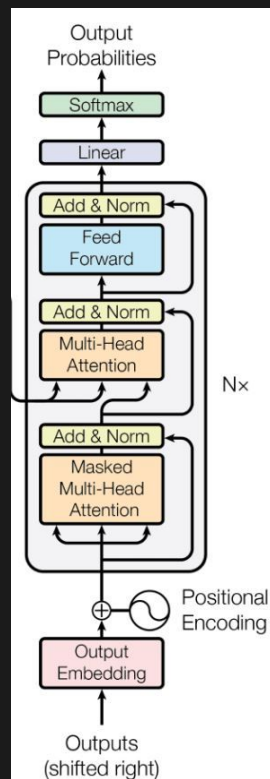 Output
Probabilities
Softmax
Linear
Add & Norm
Feed
Forward
Add & Norm
Multi-Head
Attention
N×
Add & Norm
Masked
Multi-Head
Attention
Positional
Encoding
Output
Embedding
Outputs
(shifted right)